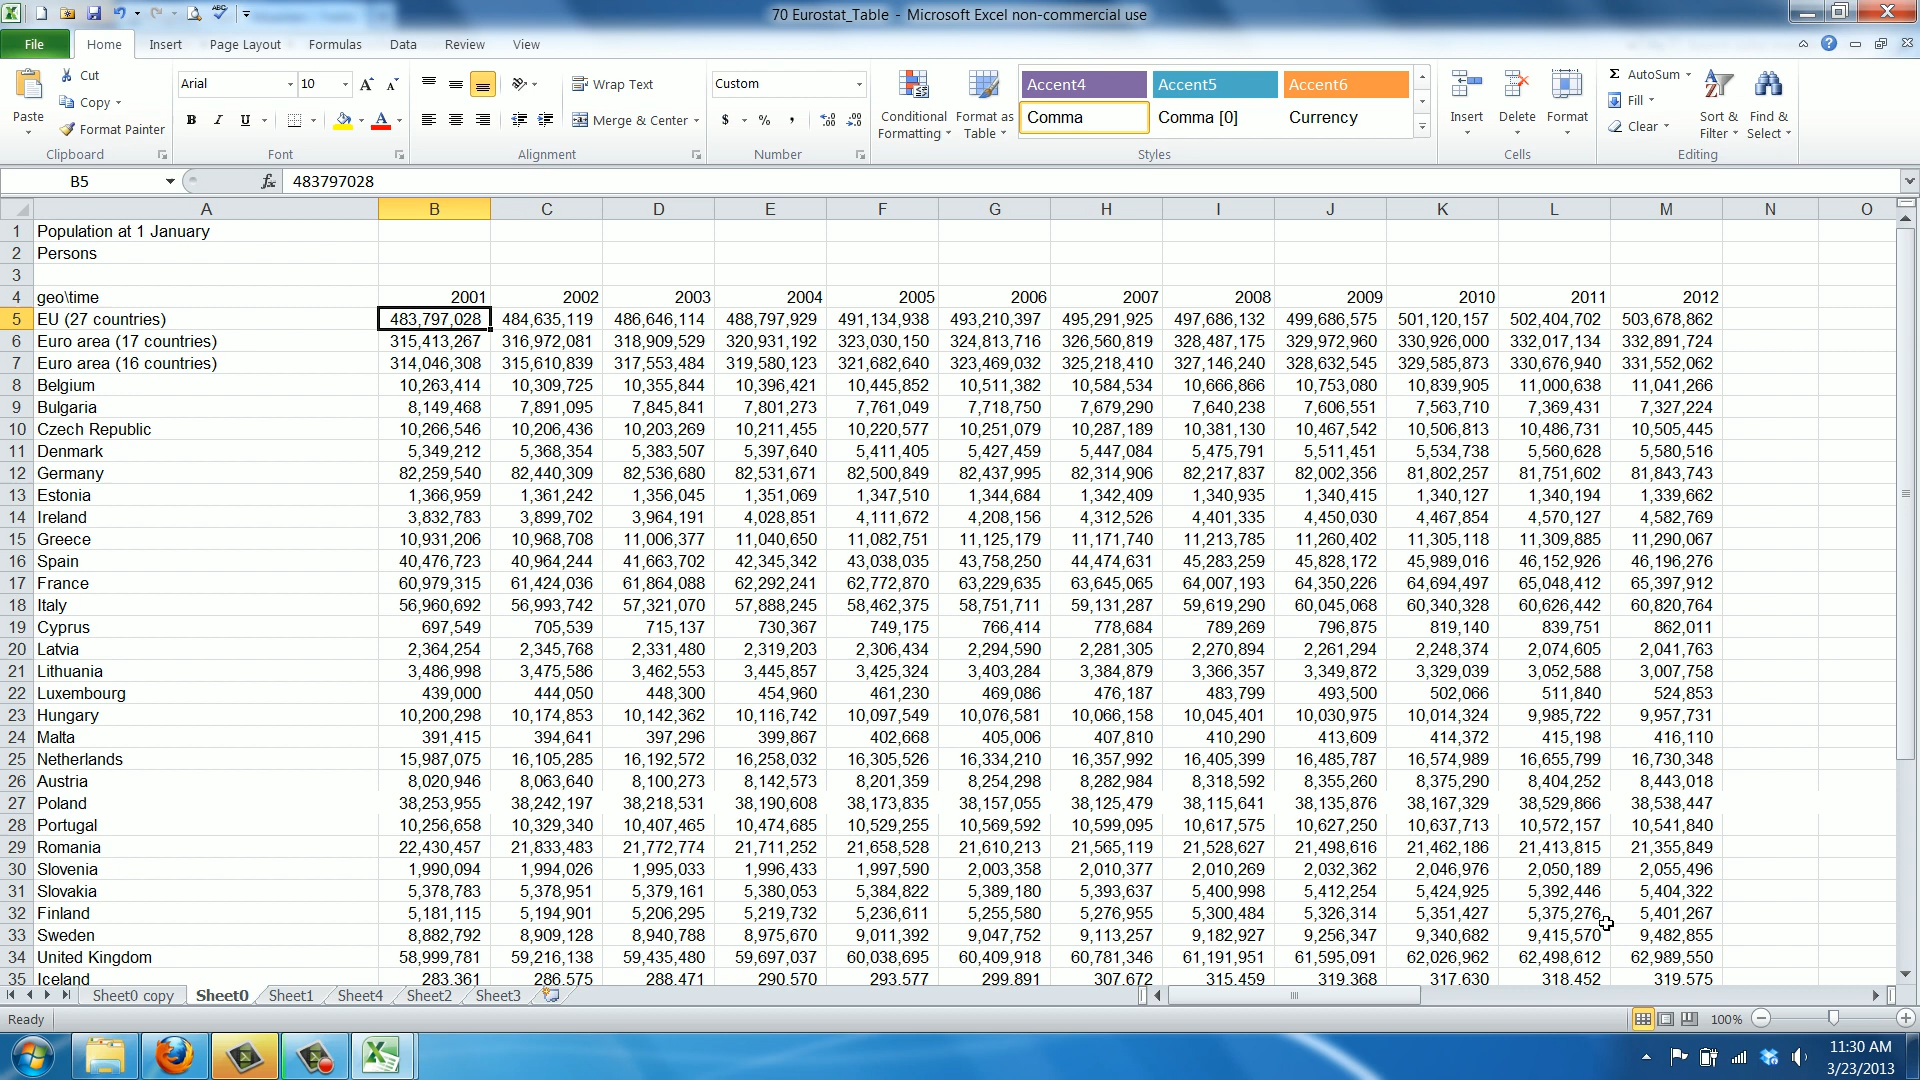 70 Eurostat_Table - Microsoft Excel non-commercial use
File Home Insert Page Layout Formulas Data Review View
Paste
Cut
Copy
Format Painter
Clipboard
Arial 10
B I U
Font
Wrap Text
Merge & Center
Alignment
Custom
$ % ,
Number
Conditional Formatting
Format as Table
Accent4 Accent5 Accent6
Comma Comma [0] Currency
Styles
Insert Delete Format
Cells
Σ AutoSum
Fill
Clear
Sort & Filter
Find & Select
Editing
B5 fx 483797028
A B C D E F G H I J K L M N O
1 Population at 1 January
2 Persons
3
4 geo\time 2001 2002 2003 2004 2005 2006 2007 2008 2009 2010 2011 2012
5 EU (27 countries) 483,797,028 484,635,119 486,646,114 488,797,929 491,134,938 493,210,397 495,291,925 497,686,132 499,686,575 501,120,157 502,404,702 503,678,862
6 Euro area (17 countries) 315,413,267 316,972,081 318,909,529 320,931,192 323,030,150 324,813,716 326,560,819 328,487,175 329,972,960 330,926,000 332,017,134 332,891,724
7 Euro area (16 countries) 314,046,308 315,610,839 317,553,484 319,580,123 321,682,640 323,469,032 325,218,410 327,146,240 328,632,545 329,585,873 330,676,940 331,552,062
8 Belgium 10,263,414 10,309,725 10,355,844 10,396,421 10,445,852 10,511,382 10,584,534 10,666,866 10,753,080 10,839,905 11,000,638 11,041,266
9 Bulgaria 8,149,468 7,891,095 7,845,841 7,801,273 7,761,049 7,718,750 7,679,290 7,640,238 7,606,551 7,563,710 7,369,431 7,327,224
10 Czech Republic 10,266,546 10,206,436 10,203,269 10,211,455 10,220,577 10,251,079 10,287,189 10,381,130 10,467,542 10,506,813 10,486,731 10,505,445
11 Denmark 5,349,212 5,368,354 5,383,507 5,397,640 5,411,405 5,427,459 5,447,084 5,475,791 5,511,451 5,534,738 5,560,628 5,580,516
12 Germany 82,259,540 82,440,309 82,536,680 82,531,671 82,500,849 82,437,995 82,314,906 82,217,837 82,002,356 81,802,257 81,751,602 81,843,743
13 Estonia 1,366,959 1,361,242 1,356,045 1,351,069 1,347,510 1,344,684 1,342,409 1,340,935 1,340,415 1,340,127 1,340,194 1,339,662
14 Ireland 3,832,783 3,899,702 3,964,191 4,028,851 4,111,672 4,208,156 4,312,526 4,401,335 4,450,030 4,467,854 4,570,127 4,582,769
15 Greece 10,931,206 10,968,708 11,006,377 11,040,650 11,082,751 11,125,179 11,171,740 11,213,785 11,260,402 11,305,118 11,309,885 11,290,067
16 Spain 40,476,723 40,964,244 41,663,702 42,345,342 43,038,035 43,758,250 44,474,631 45,283,259 45,828,172 45,989,016 46,152,926 46,196,276
17 France 60,979,315 61,424,036 61,864,088 62,292,241 62,772,870 63,229,635 63,645,065 64,007,193 64,350,226 64,694,497 65,048,412 65,397,912
18 Italy 56,960,692 56,993,742 57,321,070 57,888,245 58,462,375 58,751,711 59,131,287 59,619,290 60,045,068 60,340,328 60,626,442 60,820,764
19 Cyprus 697,549 705,539 715,137 730,367 749,175 766,414 778,684 789,269 796,875 819,140 839,751 862,011
20 Latvia 2,364,254 2,345,768 2,331,480 2,319,203 2,306,434 2,294,590 2,281,305 2,270,894 2,261,294 2,248,374 2,074,605 2,041,763
21 Lithuania 3,486,998 3,475,586 3,462,553 3,445,857 3,425,324 3,403,284 3,384,879 3,366,357 3,349,872 3,329,039 3,052,588 3,007,758
22 Luxembourg 439,000 444,050 448,300 454,960 461,230 469,086 476,187 483,799 493,500 502,066 511,840 524,853
23 Hungary 10,200,298 10,174,853 10,142,362 10,116,742 10,097,549 10,076,581 10,066,158 10,045,401 10,030,975 10,014,324 9,985,722 9,957,731
24 Malta 391,415 394,641 397,296 399,867 402,668 405,006 407,810 410,290 413,609 414,372 415,198 416,110
25 Netherlands 15,987,075 16,105,285 16,192,572 16,258,032 16,305,526 16,334,210 16,357,992 16,405,399 16,485,787 16,574,989 16,655,799 16,730,348
26 Austria 8,020,946 8,063,640 8,100,273 8,142,573 8,201,359 8,254,298 8,282,984 8,318,592 8,355,260 8,375,290 8,404,252 8,443,018
27 Poland 38,253,955 38,242,197 38,218,531 38,190,608 38,173,835 38,157,055 38,125,479 38,115,641 38,135,876 38,167,329 38,529,866 38,538,447
28 Portugal 10,256,658 10,329,340 10,407,465 10,474,685 10,529,255 10,569,592 10,599,095 10,617,575 10,627,250 10,637,713 10,572,157 10,541,840
29 Romania 22,430,457 21,833,483 21,772,774 21,711,252 21,658,528 21,610,213 21,565,119 21,528,627 21,498,616 21,462,186 21,413,815 21,355,849
30 Slovenia 1,990,094 1,994,026 1,995,033 1,996,433 1,997,590 2,003,358 2,010,377 2,010,269 2,032,362 2,046,976 2,050,189 2,055,496
31 Slovakia 5,378,783 5,378,951 5,379,161 5,380,053 5,384,822 5,389,180 5,393,637 5,400,998 5,412,254 5,424,925 5,392,446 5,404,322
32 Finland 5,181,115 5,194,901 5,206,295 5,219,732 5,236,611 5,255,580 5,276,955 5,300,484 5,326,314 5,351,427 5,375,276 5,401,267
33 Sweden 8,882,792 8,909,128 8,940,788 8,975,670 9,011,392 9,047,752 9,113,257 9,182,927 9,256,347 9,340,682 9,415,570 9,482,855
34 United Kingdom 58,999,781 59,216,138 59,435,480 59,697,037 60,038,695 60,409,918 60,781,346 61,191,951 61,595,091 62,026,962 62,498,612 62,989,550
35 Iceland 283,361 286,575 288,471 290,570 293,577 299,891 307,672 315,459 319,368 317,630 318,452 319,575
Sheet0 copy Sheet0 Sheet1 Sheet4 Sheet2 Sheet3
Ready 100%
11:30 AM
3/23/2013